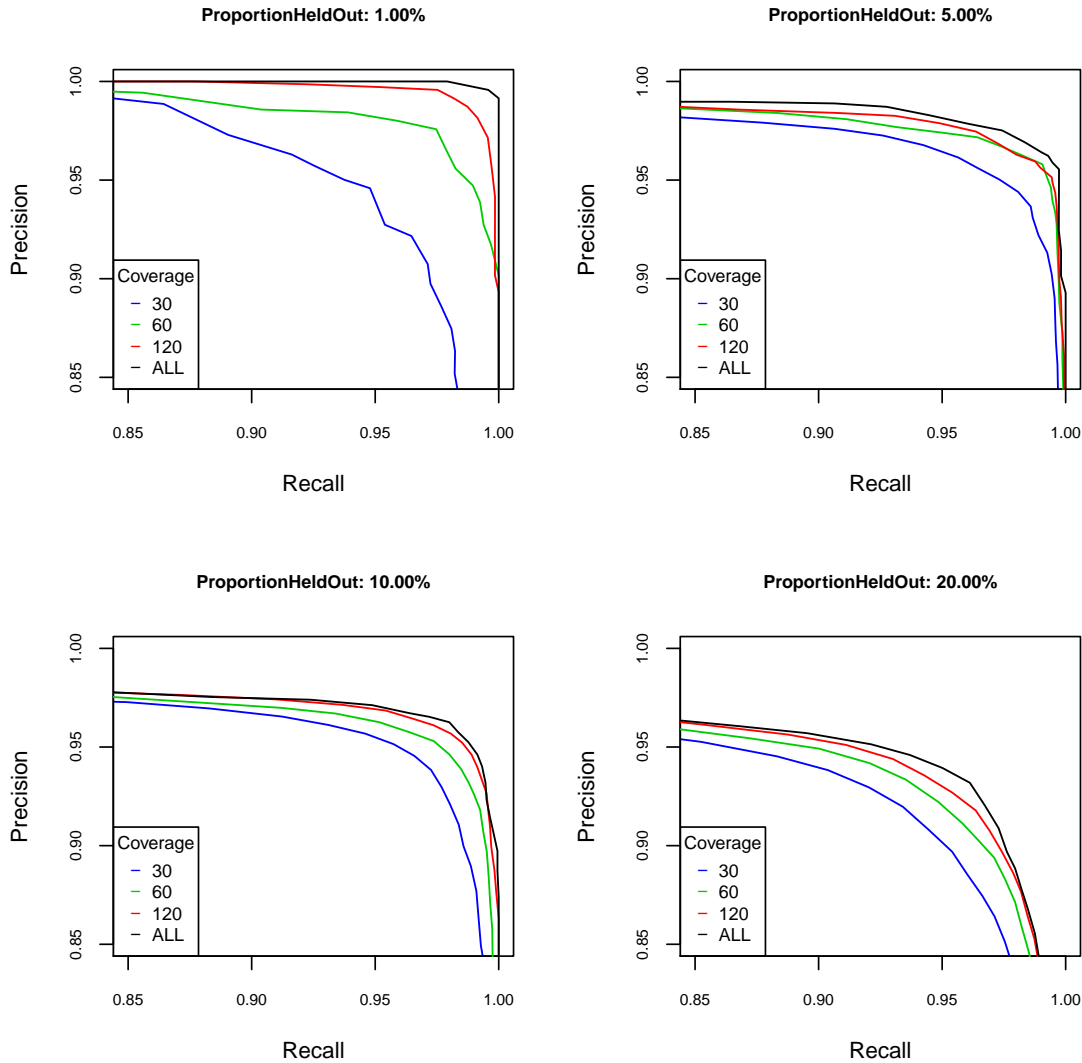 ProportionHeldOut: 1.00%
Precision
1.00
0.95
0.90
0.85
Coverage
30
60
120
ALL
0.85 0.90 0.95 1.00
Recall
ProportionHeldOut: 5.00%
Precision
1.00
0.95
0.90
0.85
Coverage
30
60
120
ALL
0.85 0.90 0.95 1.00
Recall
ProportionHeldOut: 10.00%
Precision
1.00
0.95
0.90
0.85
Coverage
30
60
120
ALL
0.85 0.90 0.95 1.00
Recall
ProportionHeldOut: 20.00%
Precision
1.00
0.95
0.90
0.85
Coverage
30
60
120
ALL
0.85 0.90 0.95 1.00
Recall